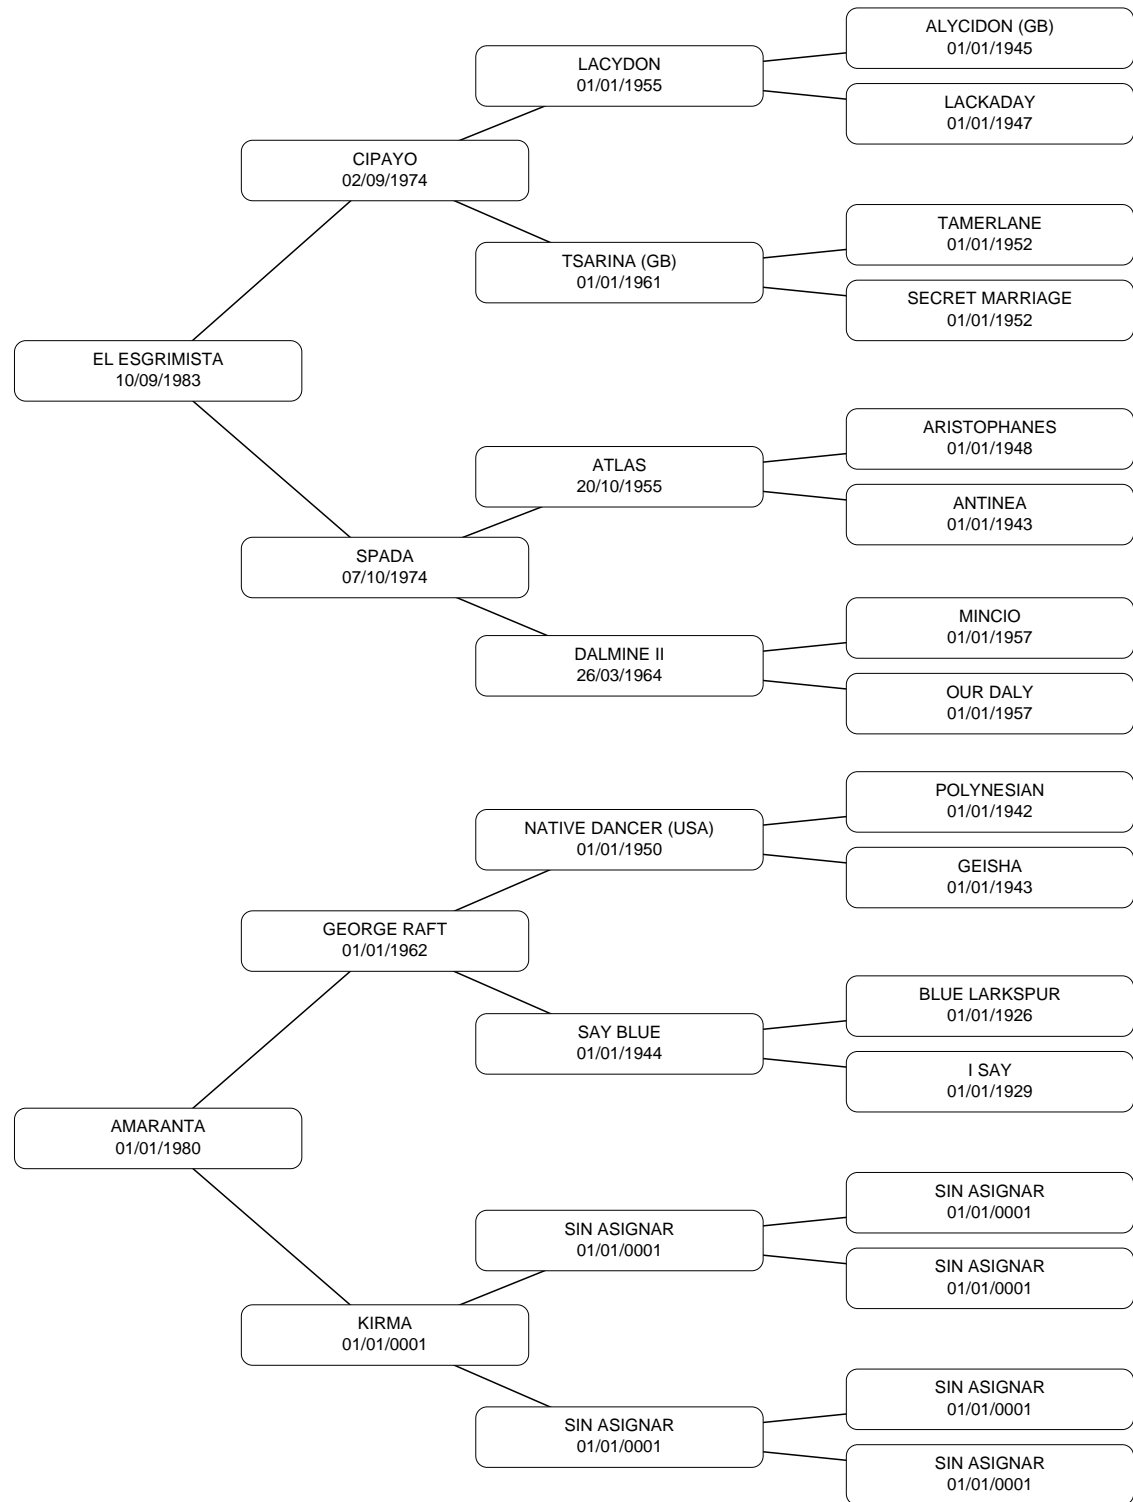 ALYCIDON (GB)
01/01/1945
LACYDON
01/01/1955
LACKADAY
01/01/1947
CIPAYO
02/09/1974
TAMERLANE
01/01/1952
TSARINA (GB)
01/01/1961
SECRET MARRIAGE
01/01/1952
EL ESGRIMISTA
10/09/1983
ARISTOPHANES
01/01/1948
ATLAS
20/10/1955
ANTINEA
01/01/1943
SPADA
07/10/1974
MINCIO
01/01/1957
DALMINE II
26/03/1964
OUR DALY
01/01/1957
POLYNESIAN
01/01/1942
NATIVE DANCER (USA)
01/01/1950
GEISHA
01/01/1943
GEORGE RAFT
01/01/1962
BLUE LARKSPUR
01/01/1926
SAY BLUE
01/01/1944
I SAY
01/01/1929
AMARANTA
01/01/1980
SIN ASIGNAR
01/01/0001
SIN ASIGNAR
01/01/0001
SIN ASIGNAR
01/01/0001
KIRMA
01/01/0001
SIN ASIGNAR
01/01/0001
SIN ASIGNAR
01/01/0001
SIN ASIGNAR
01/01/0001